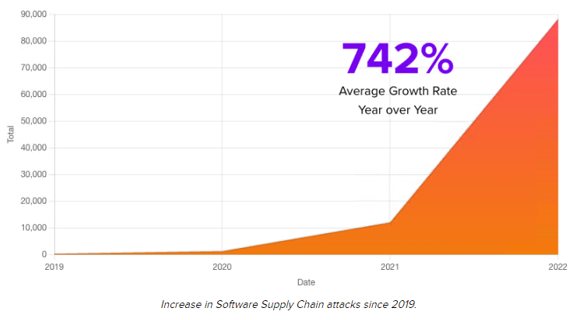 90,000
80,000
70,000
60,000
50,000
40,000
30,000
20,000
10,000
0
Total
742%
Average Growth Rate
Year over Year
2019 2020 2021 2022
Date
Increase in Software Supply Chain attacks since 2019.